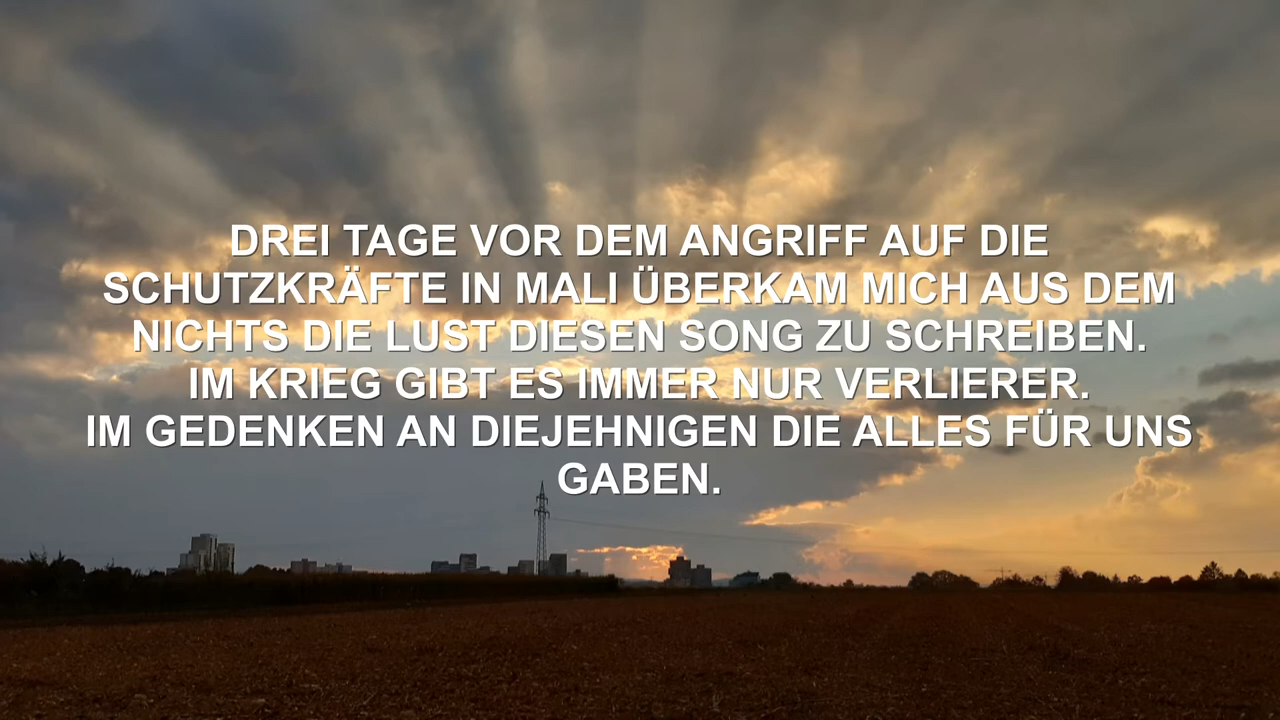 DREI TAGE VOR DEM ANGRIFF AUF DIE
SCHUTZKRÄFTE IN MALI ÜBERKAM MICH AUS DEM
NICHTS DIE LUST DIESEN SONG ZU SCHREIBEN.
IM KRIEG GIBT ES IMMER NUR VERLIERER.
IM GEDENKEN AN DIEJEHNIGEN DIE ALLES FÜR UNS
GABEN.